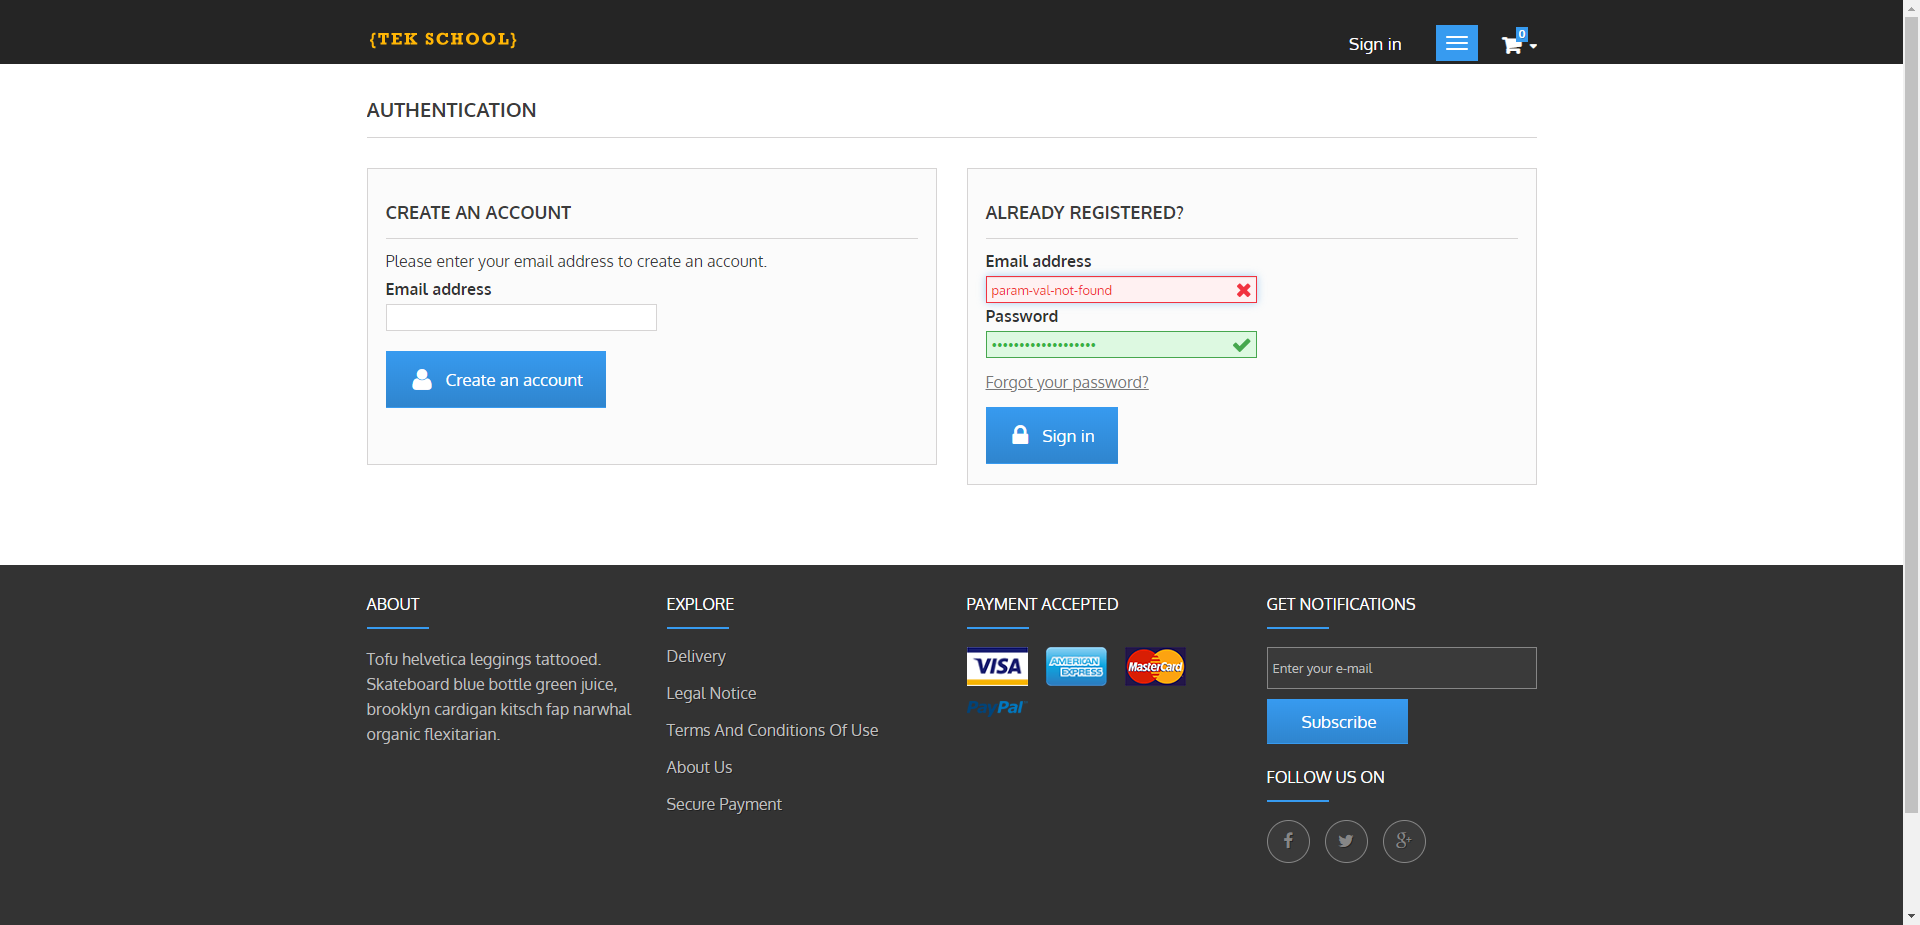 {TEK SCHOOL}
Sign in
0
AUTHENTICATION
CREATE AN ACCOUNT
Please enter your email address to create an account.
Email address
Create an account
ALREADY REGISTERED?
Email address
param-val-not-found
Password
Forgot your password?
Sign in
ABOUT
Tofu helvetica leggings tattooed.
Skateboard blue bottle green juice,
brooklyn cardigan kitsch fap narwhal
organic flexitarian.
EXPLORE
Delivery
Legal Notice
Terms And Conditions Of Use
About Us
Secure Payment
PAYMENT ACCEPTED
VISA
AMERICAN EXPRESS
MasterCard
PayPal
GET NOTIFICATIONS
Enter your e-mail
Subscribe
FOLLOW US ON